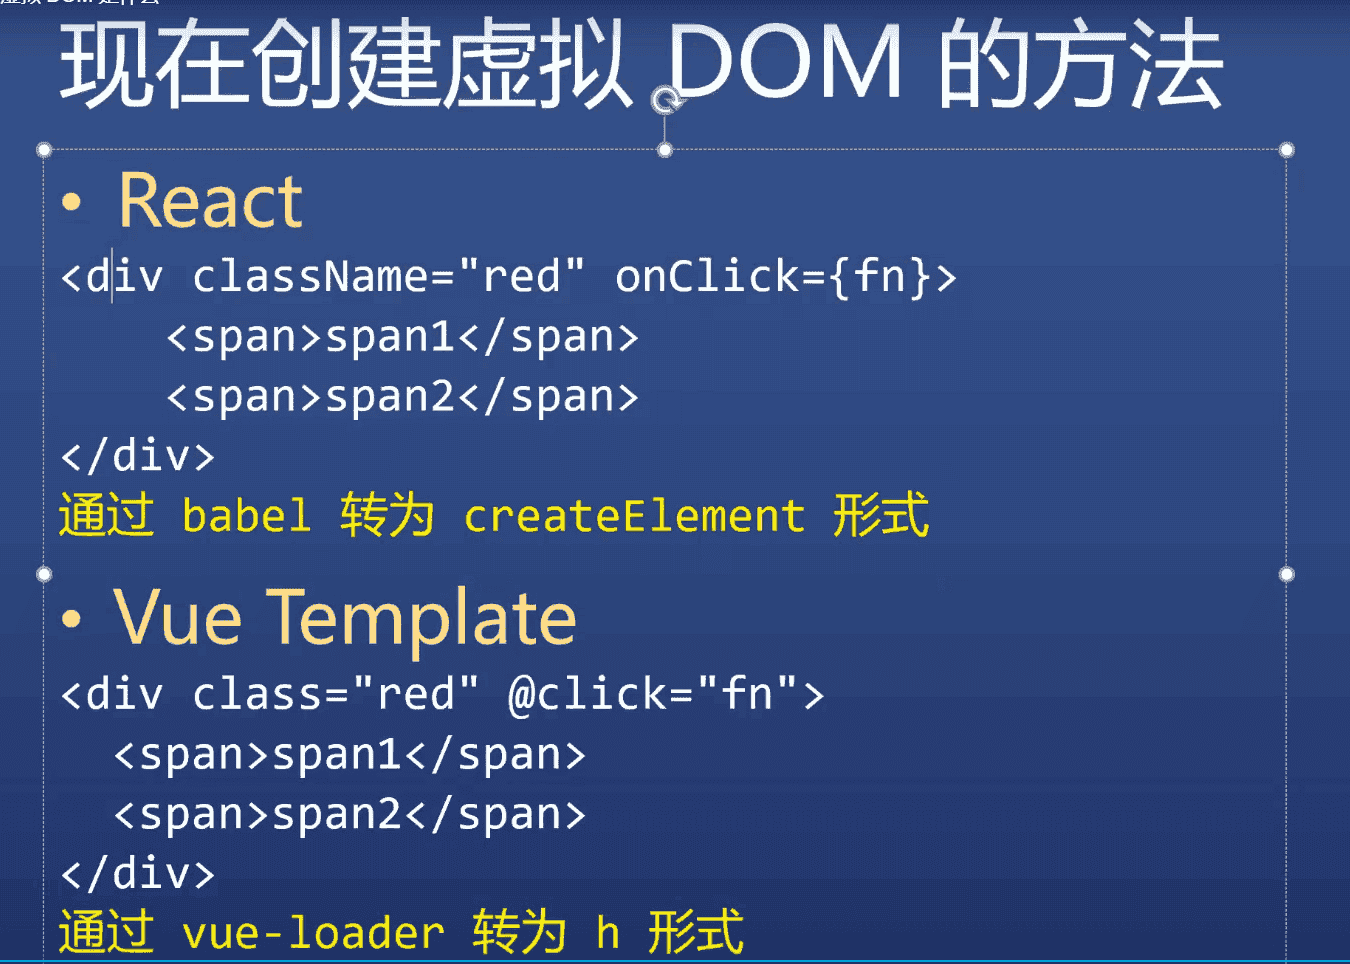 现在创建虚拟 DOM 的方法
• React
<div className="red" onClick={fn}>
    <span>span1</span>
    <span>span2</span>
</div>
通过 babel 转为 createElement 形式
• Vue Template
<div class="red" @click="fn">
  <span>span1</span>
  <span>span2</span>
</div>
通过 vue-loader 转为 h 形式